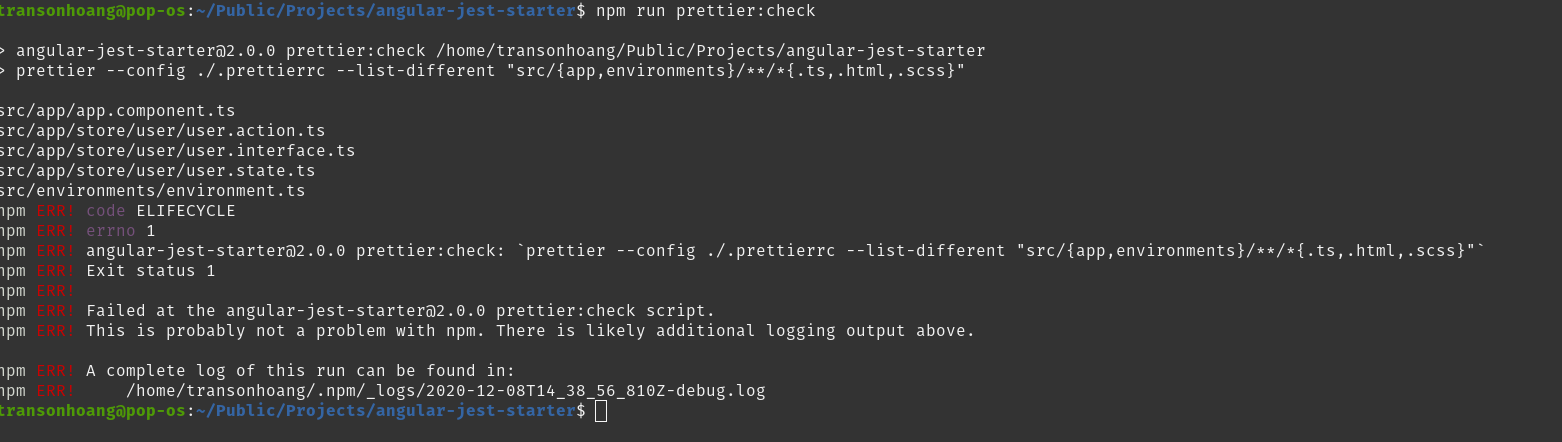 transonhoang@pop-os:~/Public/Projects/angular-jest-starter$ npm run prettier:check
> angular-jest-starter@2.0.0 prettier:check /home/transonhoang/Public/Projects/angular-jest-starter
> prettier --config ./.prettierrc --list-different "src/{app,environments}/**/*{.ts,.html,.scss}"
src/app/app.component.ts
src/app/store/user/user.action.ts
src/app/store/user/user.interface.ts
src/app/store/user/user.state.ts
src/environments/environment.ts
npm ERR! code ELIFECYCLE
npm ERR! errno 1
npm ERR! angular-jest-starter@2.0.0 prettier:check: `prettier --config ./.prettierrc --list-different "src/{app,environments}/**/*{.ts,.html,.scss}"`
npm ERR! Exit status 1
npm ERR!
npm ERR! Failed at the angular-jest-starter@2.0.0 prettier:check script.
npm ERR! This is probably not a problem with npm. There is likely additional logging output above.
npm ERR! A complete log of this run can be found in:
npm ERR!     /home/transonhoang/.npm/_logs/2020-12-08T14_38_56_810Z-debug.log
transonhoang@pop-os:~/Public/Projects/angular-jest-starter$